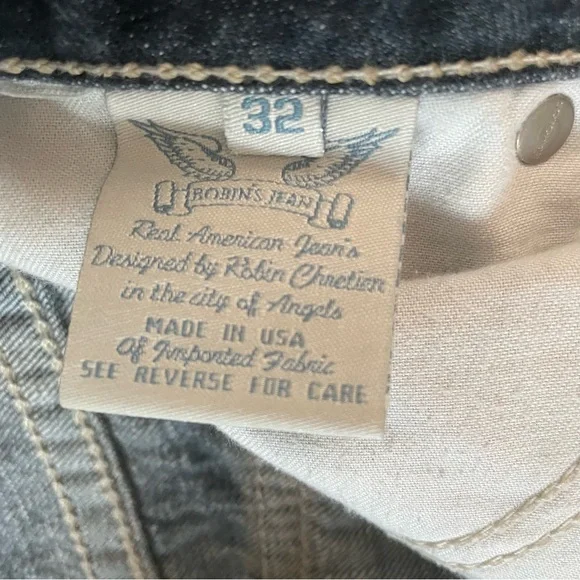 32
ROBIN'S JEAN
Real American Jean's
Designed by Robin Chretien
in the city of Angels
MADE IN USA
Of Imported Fabric
SEE REVERSE FOR CARE